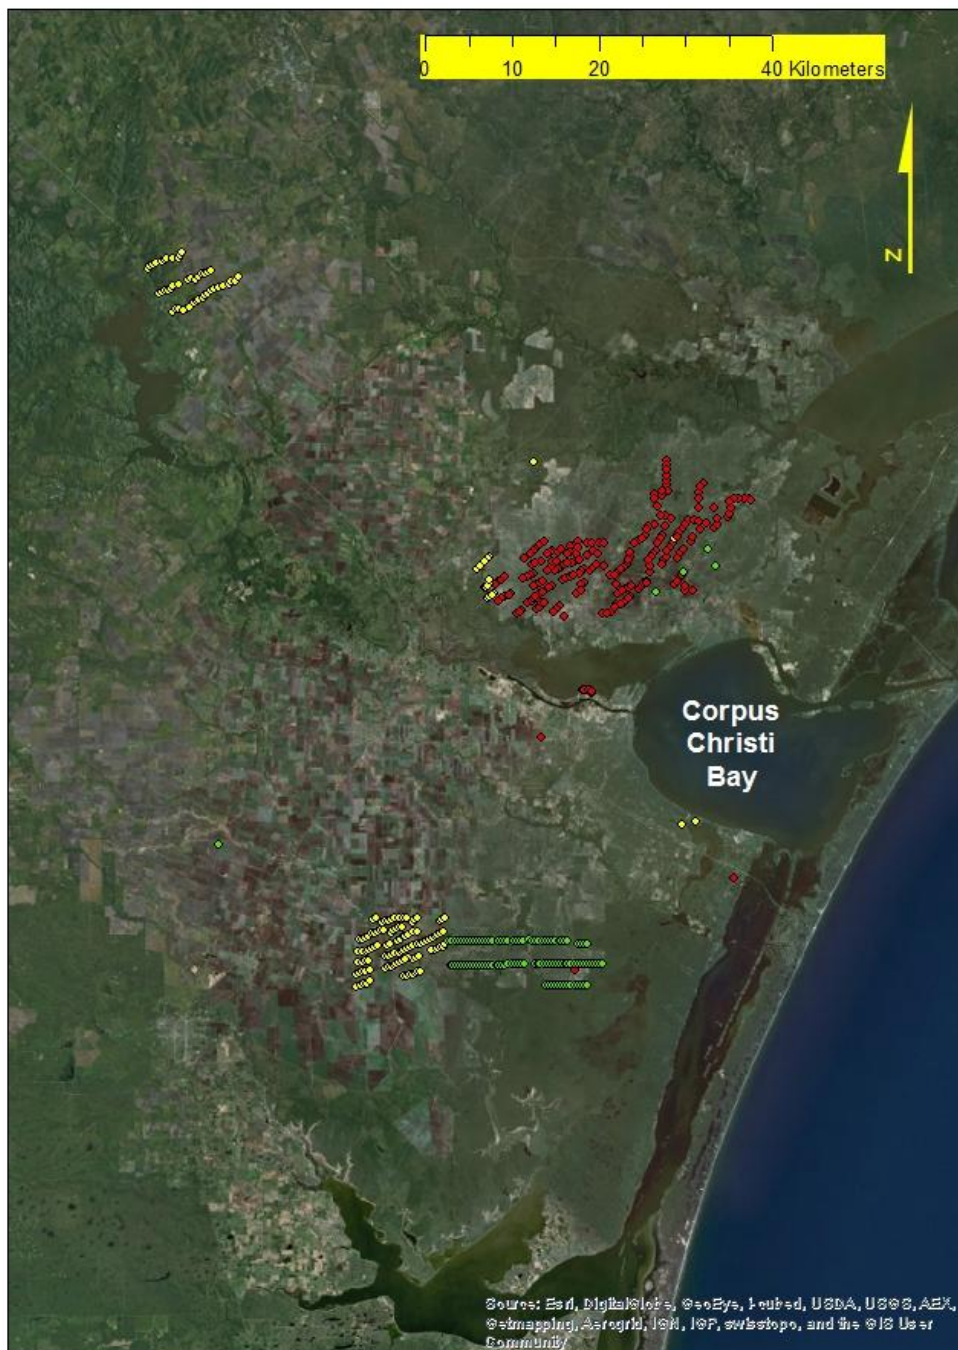 0 10 20 40 Kilometers
N
Corpus
Christi
Bay
Source: Esri, DigitalGlobe, GeoEye, i-cubed, USDA, USGS, AEX,
Getmapping, Aerogrid, IGN, IGP, swisstopo, and the GIS User
Community